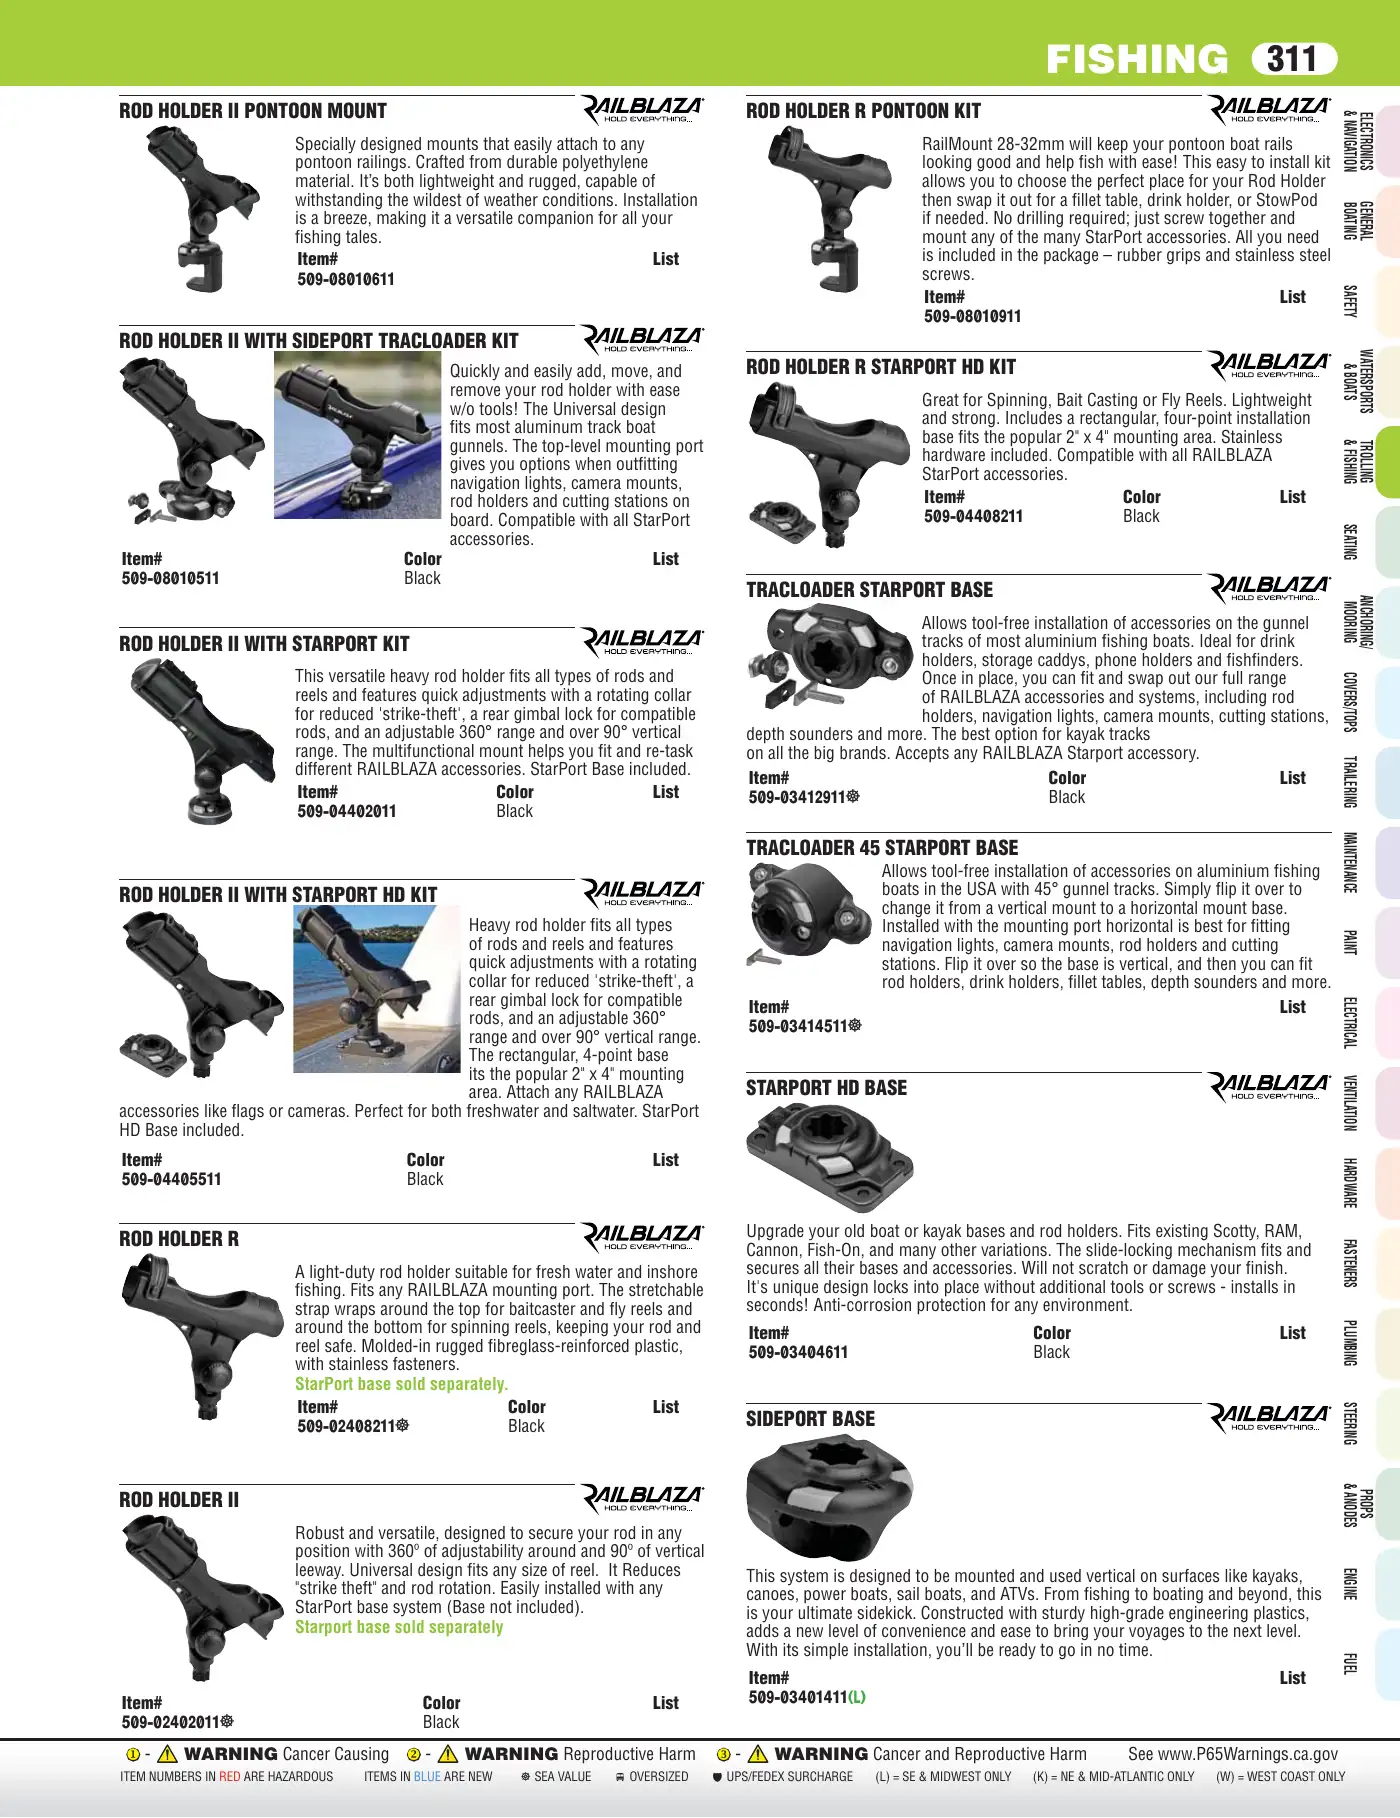 FISHING 311
ROD HOLDER II PONTOON MOUNT
RAILBLAZA
HOLD EVERYTHING...
Specially designed mounts that easily attach to any
pontoon railings. Crafted from durable polyethylene
material. It's both lightweight and rugged, capable of
withstanding the wildest of weather conditions. Installation
is a breeze, making it a versatile companion for all your
fishing tales.
Item# List
509-08010611
ROD HOLDER II WITH SIDEPORT TRACLOADER KIT
RAILBLAZA
HOLD EVERYTHING...
Quickly and easily add, move, and
remove your rod holder with ease
w/o tools! The Universal design
fits most aluminum track boat
gunnels. The top-level mounting port
gives you options when outfitting
navigation lights, camera mounts,
rod holders and cutting stations on
board. Compatible with all StarPort
accessories.
Item# Color List
509-08010511 Black
ROD HOLDER II WITH STARPORT KIT
RAILBLAZA
HOLD EVERYTHING...
This versatile heavy rod holder fits all types of rods and
reels and features quick adjustments with a rotating collar
for reduced 'strike-theft', a rear gimbal lock for compatible
rods, and an adjustable 360° range and over 90° vertical
range. The multifunctional mount helps you fit and re-task
different RAILBLAZA accessories. StarPort Base included.
Item# Color List
509-04402011 Black
ROD HOLDER II WITH STARPORT HD KIT
RAILBLAZA
HOLD EVERYTHING...
Heavy rod holder fits all types
of rods and reels and features
quick adjustments with a rotating
collar for reduced 'strike-theft', a
rear gimbal lock for compatible
rods, and an adjustable 360°
range and over 90° vertical range.
The rectangular, 4-point base
its the popular 2" x 4" mounting
area. Attach any RAILBLAZA
accessories like flags or cameras. Perfect for both freshwater and saltwater. StarPort
HD Base included.
Item# Color List
509-04405511 Black
ROD HOLDER R
RAILBLAZA
HOLD EVERYTHING...
A light-duty rod holder suitable for fresh water and inshore
fishing. Fits any RAILBLAZA mounting port. The stretchable
strap wraps around the top for baitcaster and fly reels and
around the bottom for spinning reels, keeping your rod and
reel safe. Molded-in rugged fibreglass-reinforced plastic,
with stainless fasteners.
StarPort base sold separately.
Item# Color List
509-02408211 Black
ROD HOLDER II
RAILBLAZA
HOLD EVERYTHING...
Robust and versatile, designed to secure your rod in any
position with 360º of adjustability around and 90º of vertical
leeway. Universal design fits any size of reel. It Reduces
"strike theft" and rod rotation. Easily installed with any
StarPort base system (Base not included).
Starport base sold separately
Item# Color List
509-02402011 Black
ROD HOLDER R PONTOON KIT
RAILBLAZA
HOLD EVERYTHING...
RailMount 28-32mm will keep your pontoon boat rails
looking good and help fish with ease! This easy to install kit
allows you to choose the perfect place for your Rod Holder
then swap it out for a fillet table, drink holder, or StowPod
if needed. No drilling required; just screw together and
mount any of the many StarPort accessories. All you need
is included in the package – rubber grips and stainless steel
screws.
Item# List
509-08010911
ROD HOLDER R STARPORT HD KIT
RAILBLAZA
HOLD EVERYTHING...
Great for Spinning, Bait Casting or Fly Reels. Lightweight
and strong. Includes a rectangular, four-point installation
base fits the popular 2" x 4" mounting area. Stainless
hardware included. Compatible with all RAILBLAZA
StarPort accessories.
Item# Color List
509-04408211 Black
TRACLOADER STARPORT BASE
RAILBLAZA
HOLD EVERYTHING...
Allows tool-free installation of accessories on the gunnel
tracks of most aluminium fishing boats. Ideal for drink
holders, storage caddys, phone holders and fishfinders.
Once in place, you can fit and swap out our full range
of RAILBLAZA accessories and systems, including rod
holders, navigation lights, camera mounts, cutting stations,
depth sounders and more. The best option for kayak tracks
on all the big brands. Accepts any RAILBLAZA Starport accessory.
Item# Color List
509-03412911 Black
TRACLOADER 45 STARPORT BASE
Allows tool-free installation of accessories on aluminium fishing
boats in the USA with 45° gunnel tracks. Simply flip it over to
change it from a vertical mount to a horizontal mount base.
Installed with the mounting port horizontal is best for fitting
navigation lights, camera mounts, rod holders and cutting
stations. Flip it over so the base is vertical, and then you can fit
rod holders, drink holders, fillet tables, depth sounders and more.
Item# List
509-03414511
STARPORT HD BASE
RAILBLAZA
HOLD EVERYTHING...
Upgrade your old boat or kayak bases and rod holders. Fits existing Scotty, RAM,
Cannon, Fish-On, and many other variations. The slide-locking mechanism fits and
secures all their bases and accessories. Will not scratch or damage your finish.
It's unique design locks into place without additional tools or screws - installs in
seconds! Anti-corrosion protection for any environment.
Item# Color List
509-03404611 Black
SIDEPORT BASE
RAILBLAZA
HOLD EVERYTHING...
This system is designed to be mounted and used vertical on surfaces like kayaks,
canoes, power boats, sail boats, and ATVs. From fishing to boating and beyond, this
is your ultimate sidekick. Constructed with sturdy high-grade engineering plastics,
adds a new level of convenience and ease to bring your voyages to the next level.
With its simple installation, you'll be ready to go in no time.
Item# List
509-03401411(L)
ELECTRONICS
& NAVIGATION
GENERAL
BOATING
SAFETY
WATERSPORTS
& BOATS
TROLLING
& FISHING
SEATING
ANCHORING/
MOORING
COVERS/TOPS
TRAILERING
MAINTENANCE
PAINT
ELECTRICAL
VENTILATION
HARDWARE
FASTENERS
PLUMBING
STEERING
PROPS
& ANODES
ENGINE
FUEL
1 - WARNING Cancer Causing 2 - WARNING Reproductive Harm 3 - WARNING Cancer and Reproductive Harm See www.P65Warnings.ca.gov
ITEM NUMBERS IN RED ARE HAZARDOUS ITEMS IN BLUE ARE NEW SEA VALUE OVERSIZED UPS/FEDEX SURCHARGE (L) = SE & MIDWEST ONLY (K) = NE & MID-ATLANTIC ONLY (W) = WEST COAST ONLY